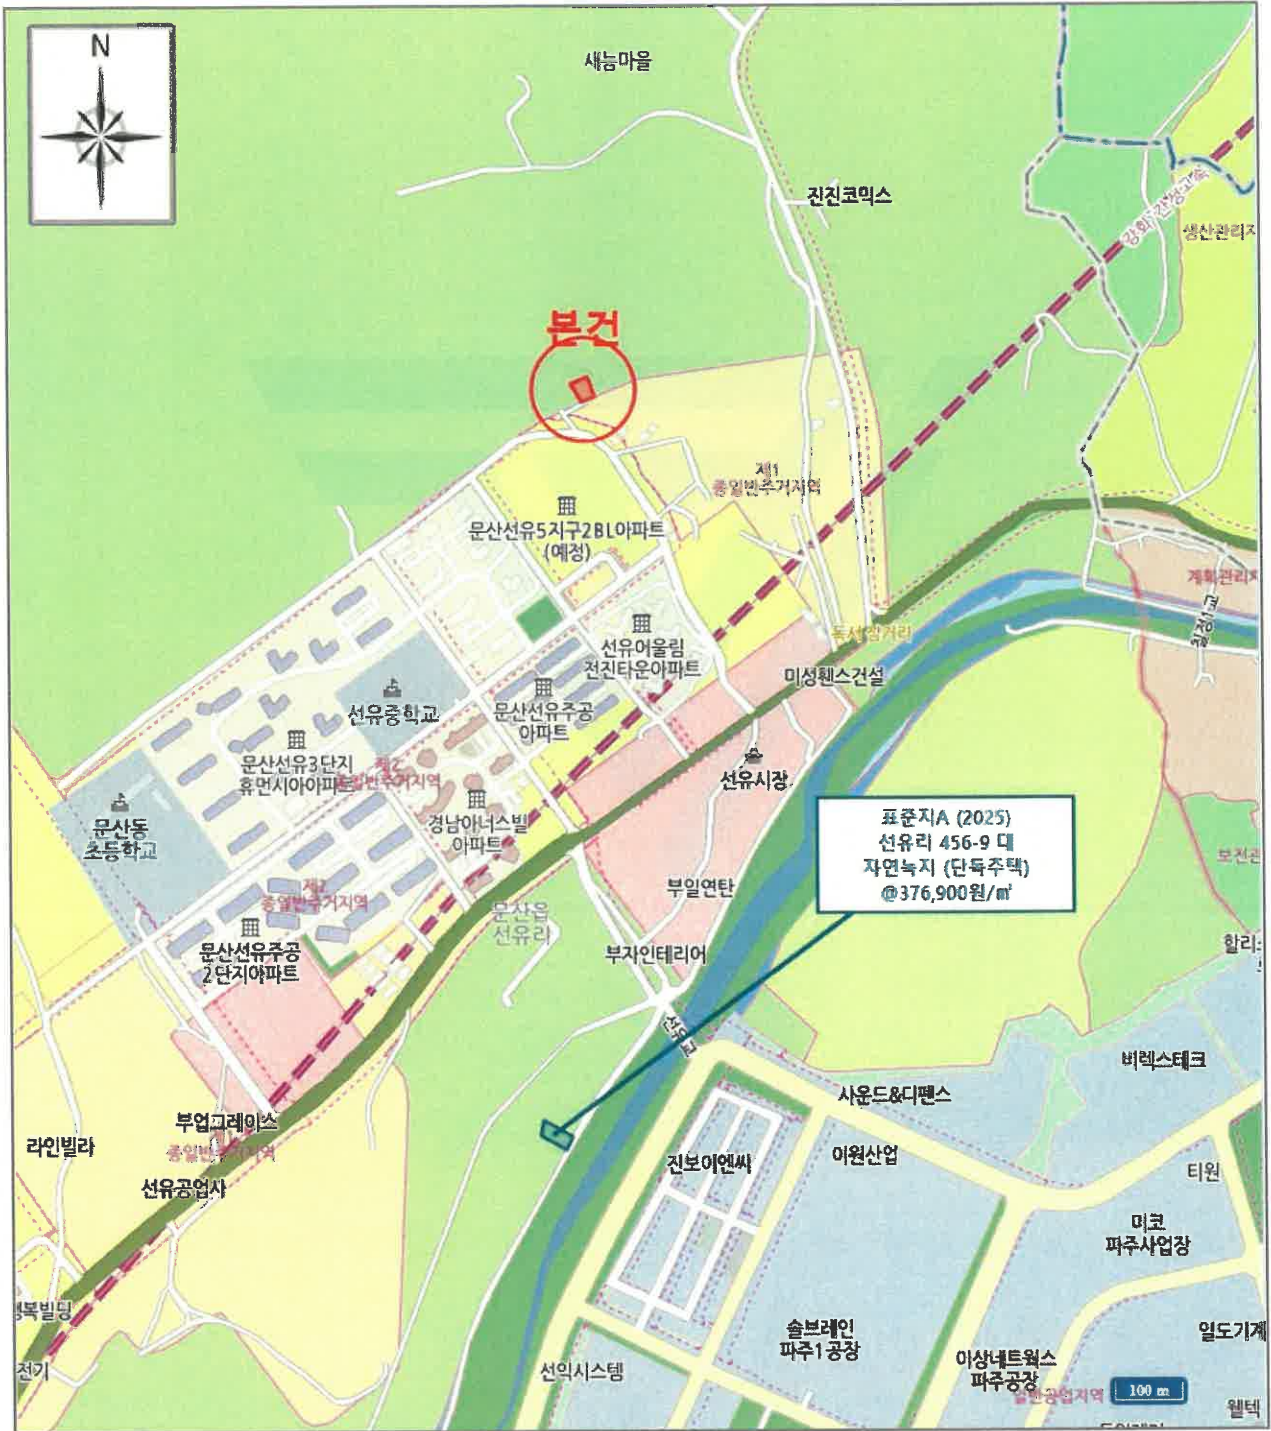 N
새능마을
진진코믹스
강화-간성고속
생산관리지
본건
제1
종일반주거지역
문산선유5지구2BL아파트
(예정)
계획관리지
독서삼거리
선유어울림
전진타운아파트
미성휀스건설
선유중학교
문산선유주공
아파트
문산선유3단지
휴먼시아아파트
제2
종일반주거지역
선유시장
경남아너스빌
아파트
문산동
초등학교
표준지A (2025)
선유리 456-9 대
자연녹지 (단독주택)
@376,900원/㎡
보전관
제2
종일반주거지역
부일연탄
문산읍
선유리
문산선유주공
2단지아파트
부자인테리어
할리
선유교
비렉스테크
사운드&디펜스
부업그레이스
라인빌라
종일반주거지역
진보이엔씨
이원산업
티원
선유공업사
미코
파주사업장
행복빌딩
솔브레인
파주1공장
일도기계
전기
선익시스템
이상네트웍스
파주공장
일반공업지역
100 m
웰텍